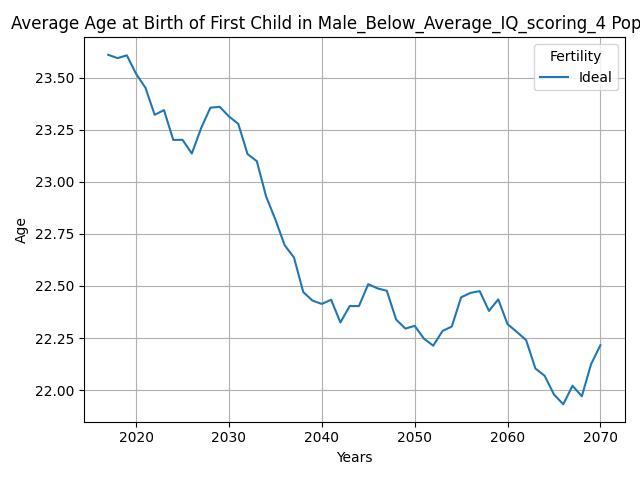 Average Age at Birth of First Child in Male_Below_Average_IQ_scoring_4 Pop
Fertility
Ideal
23.50
23.25
23.00
22.75
22.50
22.25
22.00
Age
2020 2030 2040 2050 2060 2070
Years